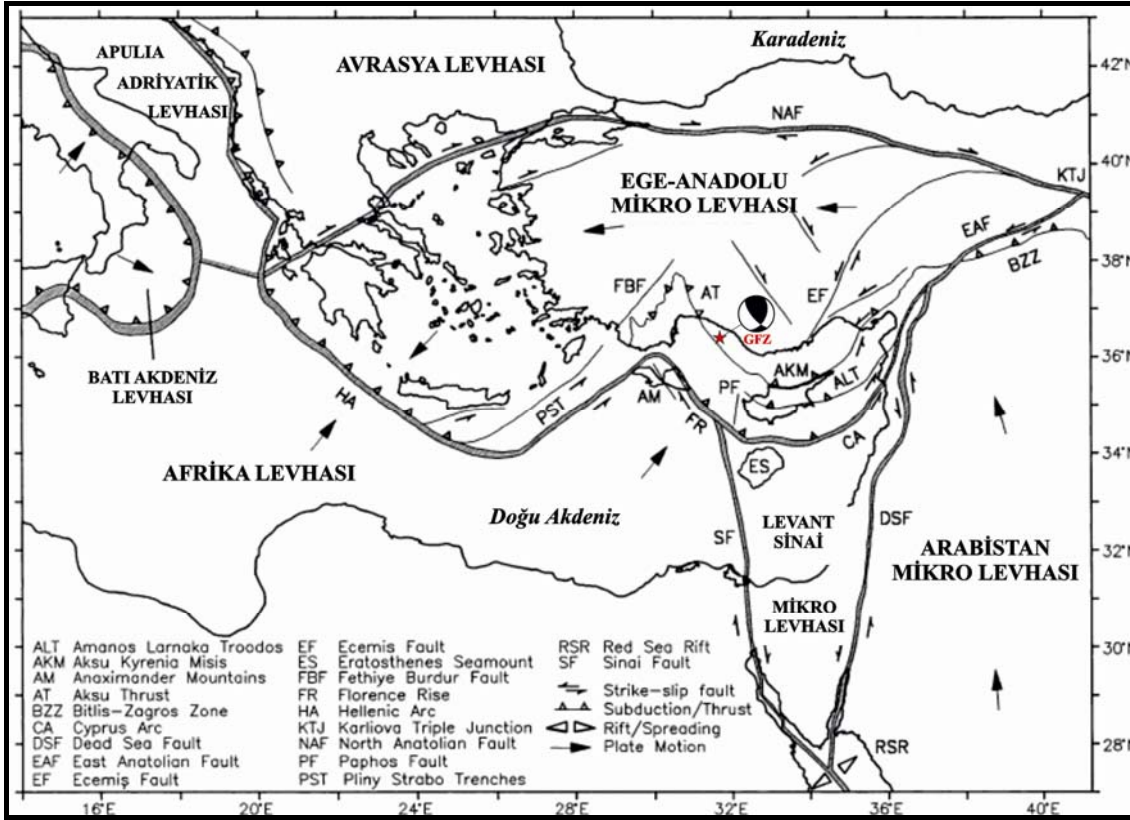 Karadeniz
APULIA
ADRİYATİK
LEVHASI
AVRASYA LEVHASI
42°N
NAF
40°N
KTJ
EGE-ANADOLU
MİKRO LEVHASI
EAF
BZZ
38°N
FBF
AT
EF
GFZ
36°N
BATI AKDENİZ
LEVHASI
HA
PST
AM
FR
PF
AKM
ALT
CA
AFRİKA LEVHASI
ES
34°N
Doğu Akdeniz
SF
LEVANT
SİNAİ
DSF
ARABİSTAN
MİKRO LEVHASI
32°N
MİKRO
LEVHASI
30°N
ALT Amanos Larnaka Troodos
AKM Aksu Kyrenia Misis
AM Anaximander Mountains
AT Aksu Thrust
BZZ Bitlis-Zagros Zone
CA Cyprus Arc
DSF Dead Sea Fault
EAF East Anatolian Fault
EF Ecemiş Fault
EF Ecemis Fault
ES Eratosthenes Seamount
FBF Fethiye Burdur Fault
FR Florence Rise
HA Hellenic Arc
KTJ Karliova Triple Junction
NAF North Anatolian Fault
PF Paphos Fault
PST Pliny Strabo Trenches
RSR Red Sea Rift
SF Sinai Fault
Strike-slip fault
Subduction/Thrust
Rift/Spreading
Plate Motion
RSR
28°N
16°E
20°E
24°E
28°E
32°E
36°E
40°E